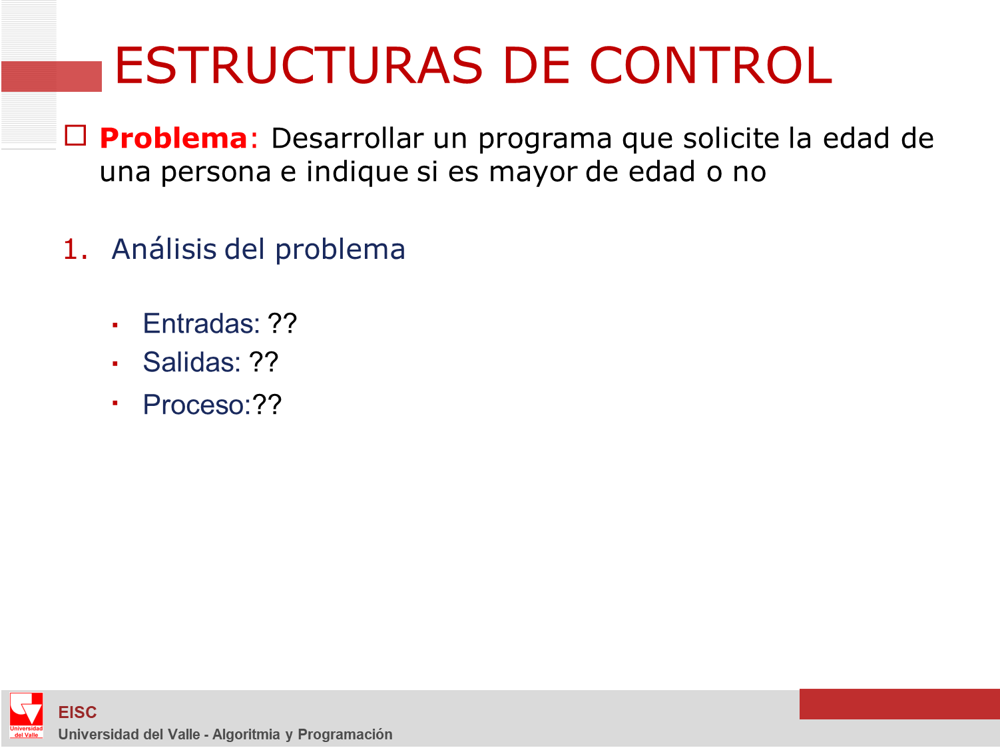 ESTRUCTURAS DE CONTROL
Problema: Desarrollar un programa que solicite la edad de
una persona e indique si es mayor de edad o no
1. Análisis del problema
Entradas: ??
Salidas: ??
Proceso:??
Universidad
del Valle
EISC
Universidad del Valle - Algoritmia y Programación